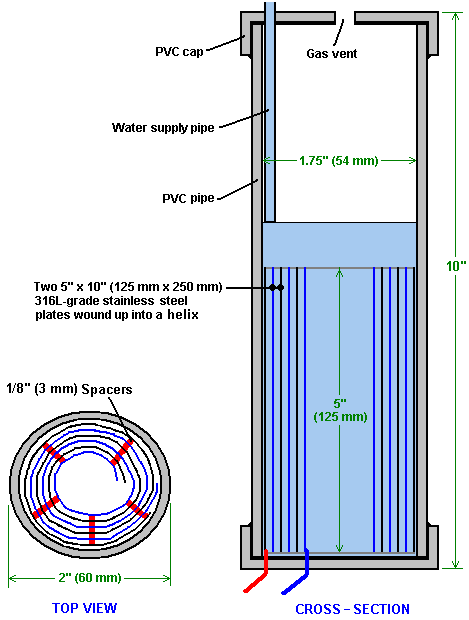 PVC cap
Gas vent
Water supply pipe
1.75" (54 mm)
PVC pipe
10"
Two 5" x 10" (125 mm x 250 mm)
316L-grade stainless steel
plates wound up into a helix
1/8" (3 mm) Spacers
5"
(125 mm)
2" (60 mm)
TOP VIEW
CROSS - SECTION